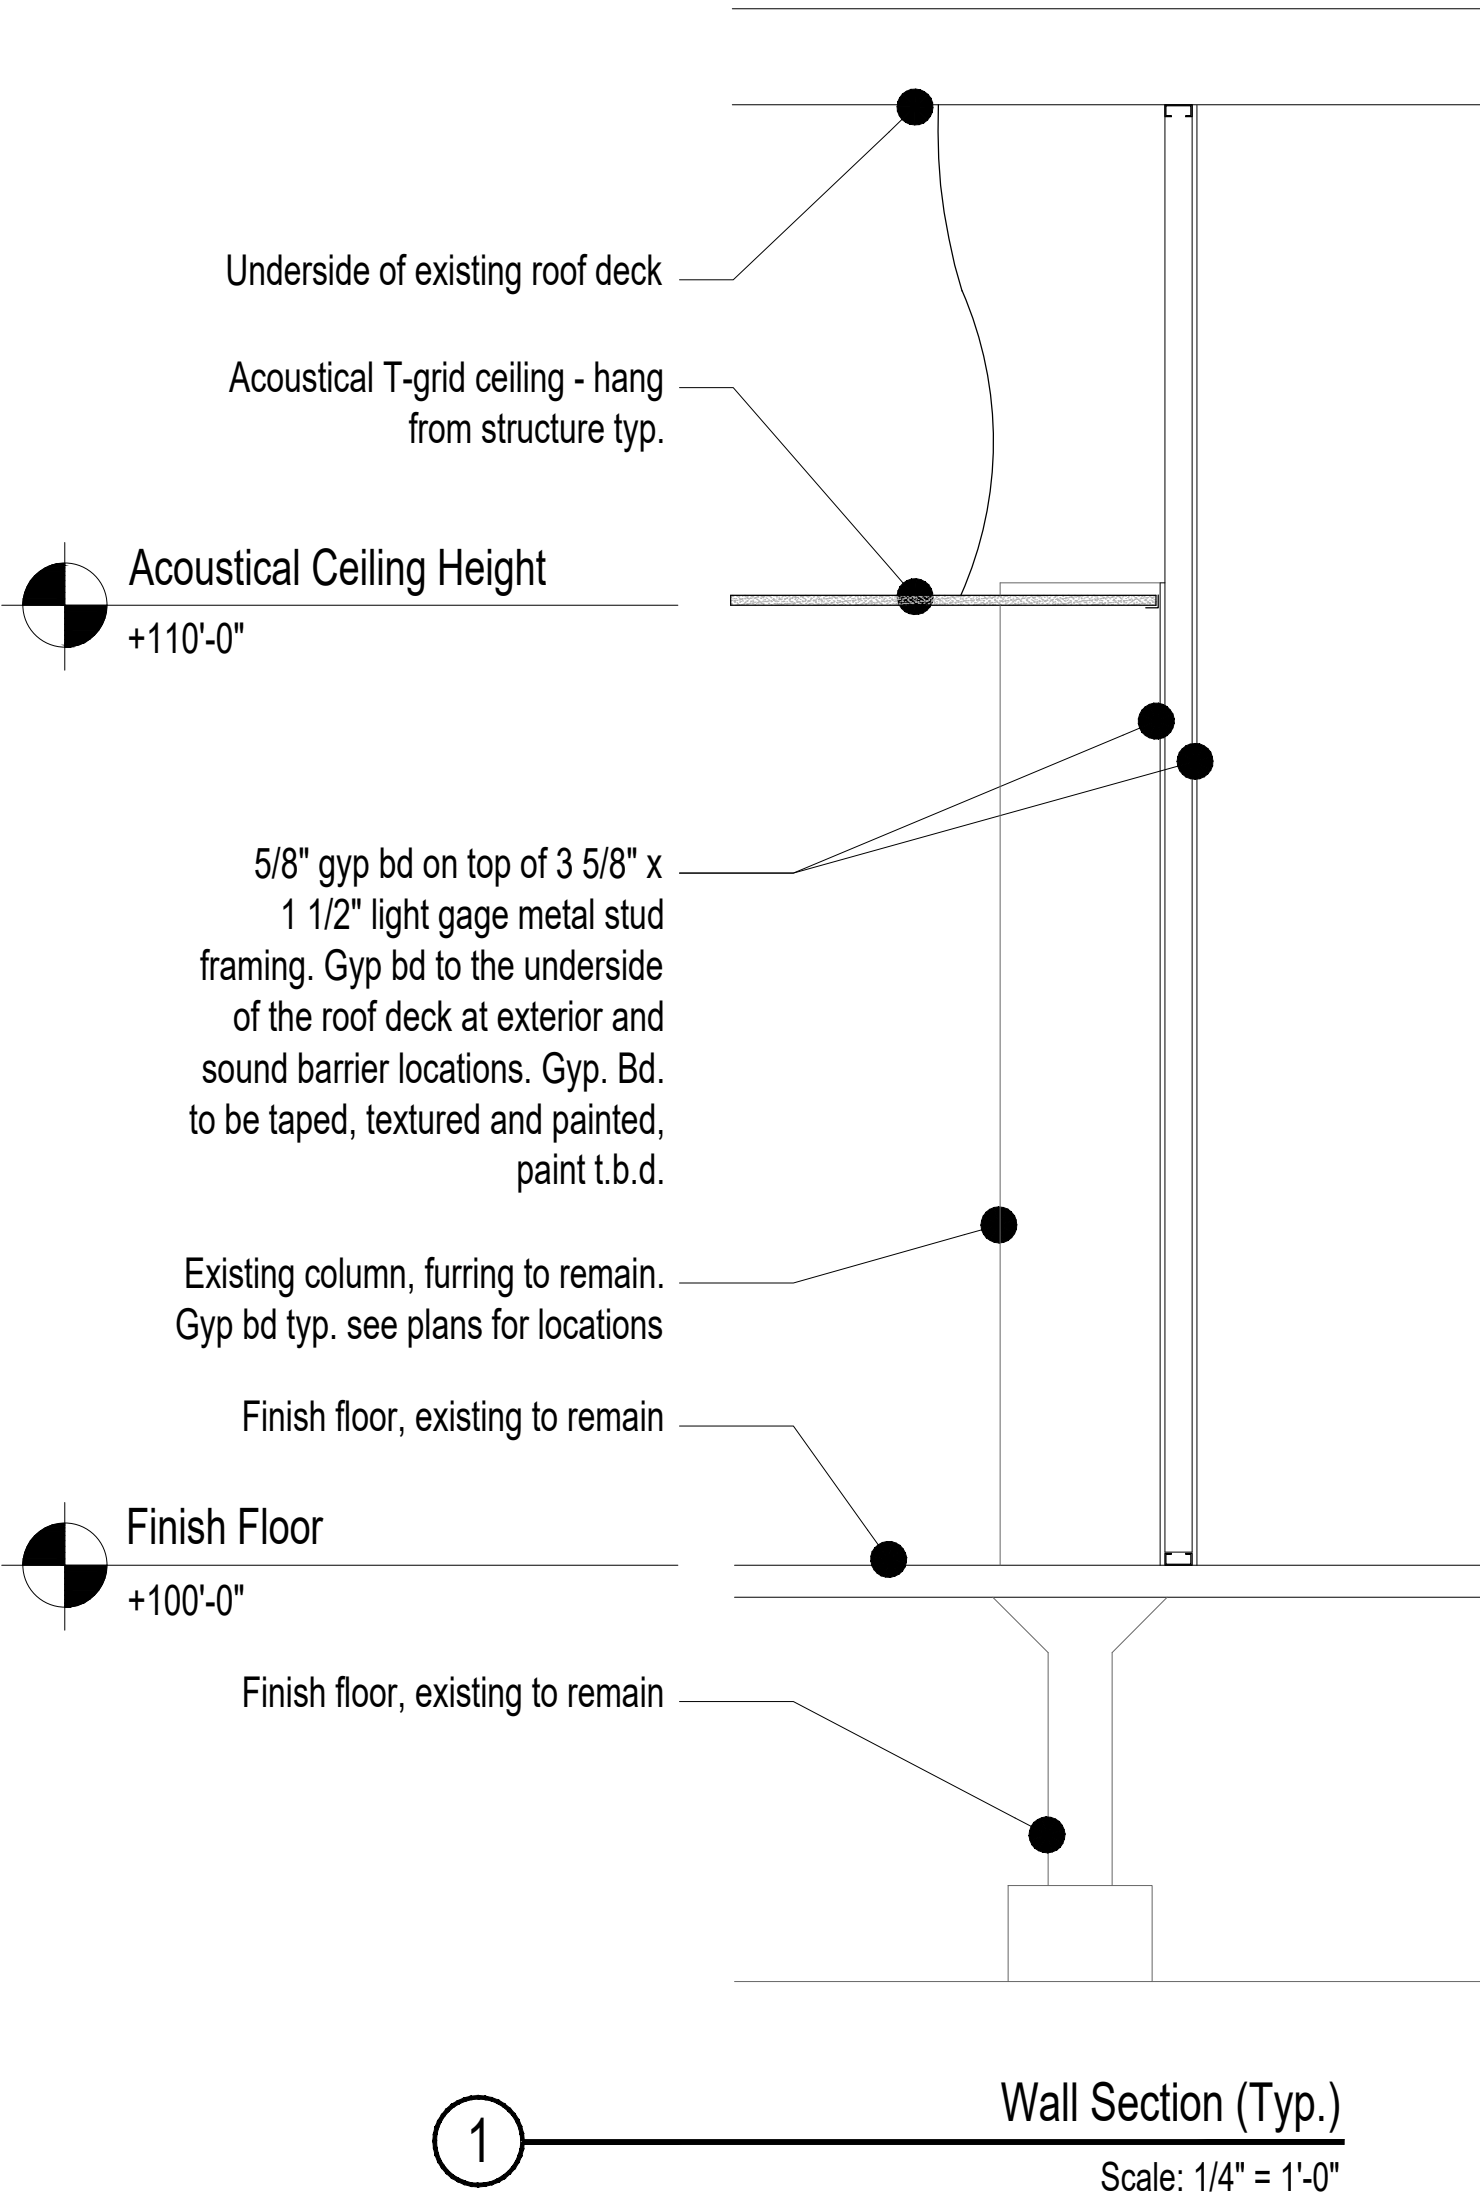 Underside of existing roof deck
Acoustical T-grid ceiling - hang
from structure typ.
Acoustical Ceiling Height
+110'-0"
5/8" gyp bd on top of 3 5/8" x
1 1/2" light gage metal stud
framing. Gyp bd to the underside
of the roof deck at exterior and
sound barrier locations. Gyp. Bd.
to be taped, textured and painted,
paint t.b.d.
Existing column, furring to remain.
Gyp bd typ. see plans for locations
Finish floor, existing to remain
Finish Floor
+100'-0"
Finish floor, existing to remain
1
Wall Section (Typ.)
Scale: 1/4" = 1'-0"